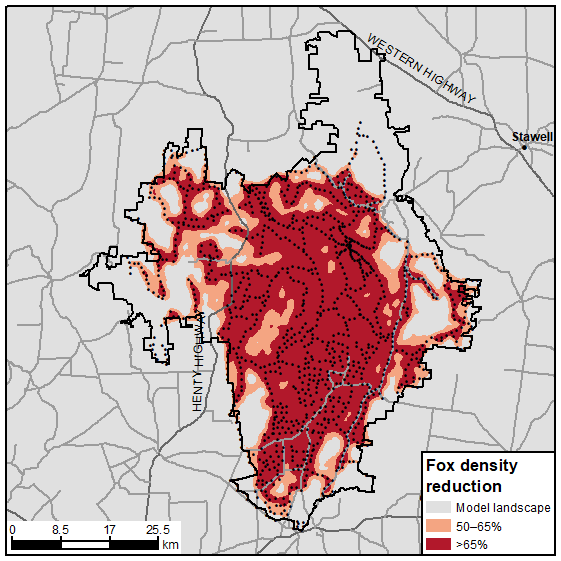 WESTERN HIGHWAY
Stawell
HENTY HIGHWAY
Fox density
reduction
Model landscape
50–65%
>65%
0 8.5 17 25.5
km